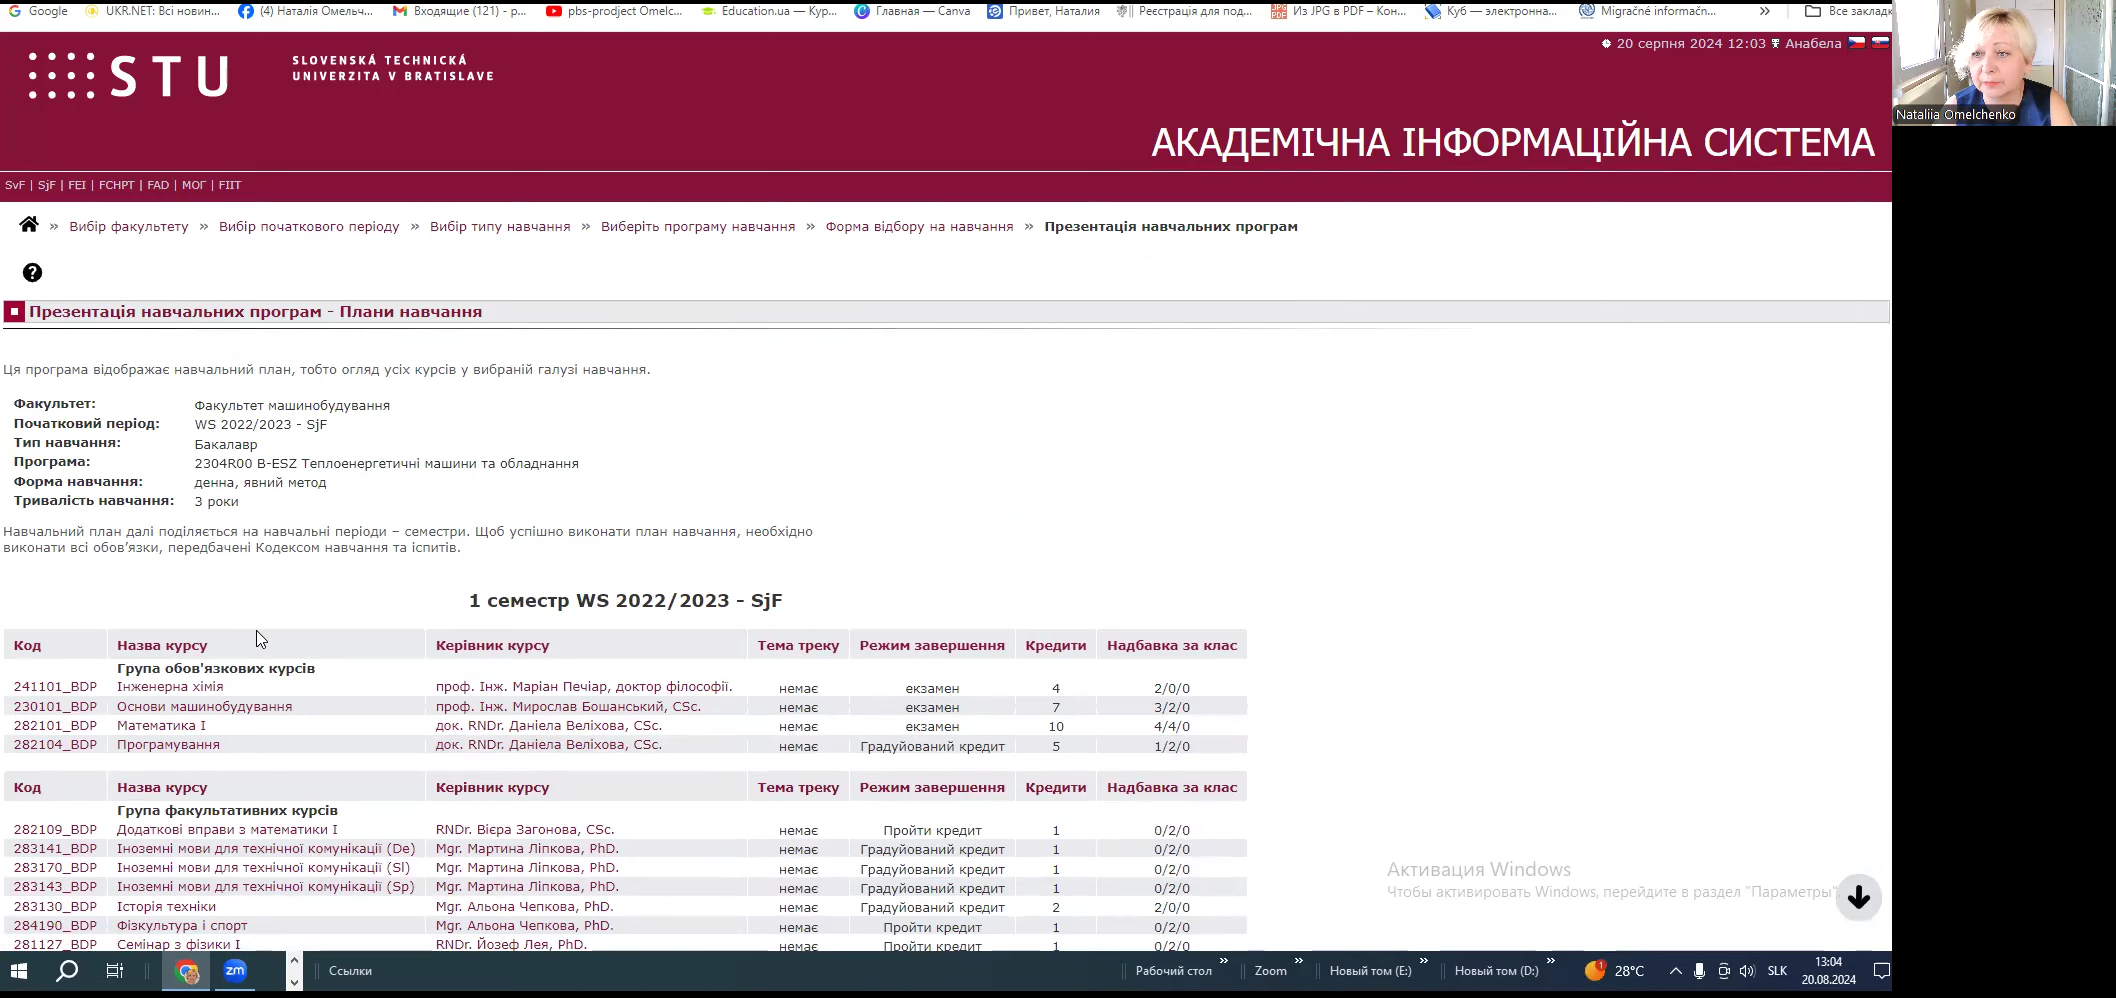 Google UKR.NET: Всі новин... (4) Наталія Омельч... Входящие (121) - p... pbs-prodject Omelc... Education.ua — Кур... Главная — Canva Привет, Наталия Реєстрація для под... Из JPG в PDF – Кон... Куб — электронна... Migračné informačn... » Все закладк
20 серпня 2024 12:03 Анабела
STU SLOVENSKÁ TECHNICKÁ
UNIVERZITA V BRATISLAVE
Nataliia Omelchenko
АКАДЕМІЧНА ІНФОРМАЦІЙНА СИСТЕМА
SvF | SjF | FEI | FCHPT | FAD | МОГ | FIIT
» Вибір факультету » Вибір початкового періоду » Вибір типу навчання » Виберіть програму навчання » Форма відбору на навчання » Презентація навчальних програм
?
Презентація навчальних програм - Плани навчання
Ця програма відображає навчальний план, тобто огляд усіх курсів у вибраній галузі навчання.
Факультет: Факультет машинобудування
Початковий період: WS 2022/2023 - SjF
Тип навчання: Бакалавр
Програма: 2304R00 B-ESZ Теплоенергетичні машини та обладнання
Форма навчання: денна, явний метод
Тривалість навчання: 3 роки
Навчальний план далі поділяється на навчальні періоди – семестри. Щоб успішно виконати план навчання, необхідно
виконати всі обов’язки, передбачені Кодексом навчання та іспитів.
1 семестр WS 2022/2023 - SjF
Код Назва курсу Керівник курсу Тема треку Режим завершення Кредити Надбавка за клас
Група обов'язкових курсів
241101_BDP Інженерна хімія проф. Інж. Маріан Печіар, доктор філософії. немає екзамен 4 2/0/0
230101_BDP Основи машинобудування проф. Інж. Мирослав Бошанський, CSc. немає екзамен 7 3/2/0
282101_BDP Математика I док. RNDr. Даніела Веліхова, CSc. немає екзамен 10 4/4/0
282104_BDP Програмування док. RNDr. Даніела Веліхова, CSc. немає Градуйований кредит 5 1/2/0
Код Назва курсу Керівник курсу Тема треку Режим завершення Кредити Надбавка за клас
Група факультативних курсів
282109_BDP Додаткові вправи з математики I RNDr. Вієра Загонова, CSc. немає Пройти кредит 1 0/2/0
283141_BDP Іноземні мови для технічної комунікації (De) Mgr. Мартина Ліпкова, PhD. немає Градуйований кредит 1 0/2/0
283170_BDP Іноземні мови для технічної комунікації (Sl) Mgr. Мартина Ліпкова, PhD. немає Градуйований кредит 1 0/2/0
283143_BDP Іноземні мови для технічної комунікації (Sp) Mgr. Мартина Ліпкова, PhD. немає Градуйований кредит 1 0/2/0
283130_BDP Історія техніки Mgr. Альона Чепкова, PhD. немає Градуйований кредит 2 2/0/0
284190_BDP Фізкультура і спорт Mgr. Альона Чепкова, PhD. немає Пройти кредит 1 0/2/0
281127_BDP Семінар з фізики I RNDr. Йозеф Лея, PhD. немає Пройти кредит 1 0/2/0
Активация Windows
Чтобы активировать Windows, перейдите в раздел "Параметры"
zm Ссылки Рабочий стол » Zoom » Новый том (E:) » Новый том (D:) » 1 28°C SLK 13:04
20.08.2024